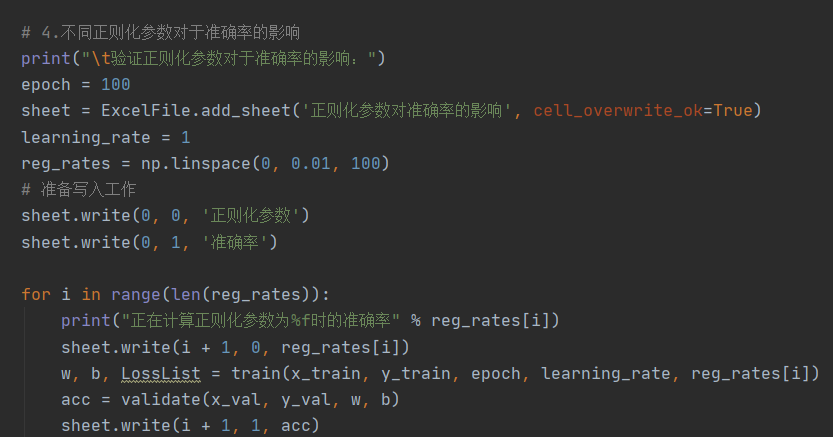 # 4.不同正则化参数对于准确率的影响
print("\t验证正则化参数对于准确率的影响：")
epoch = 100
sheet = ExcelFile.add_sheet('正则化参数对准确率的影响', cell_overwrite_ok=True)
learning_rate = 1
reg_rates = np.linspace(0, 0.01, 100)
# 准备写入工作
sheet.write(0, 0, '正则化参数')
sheet.write(0, 1, '准确率')
for i in range(len(reg_rates)):
    print("正在计算正则化参数为%f时的准确率" % reg_rates[i])
    sheet.write(i + 1, 0, reg_rates[i])
    w, b, LossList = train(x_train, y_train, epoch, learning_rate, reg_rates[i])
    acc = validate(x_val, y_val, w, b)
    sheet.write(i + 1, 1, acc)